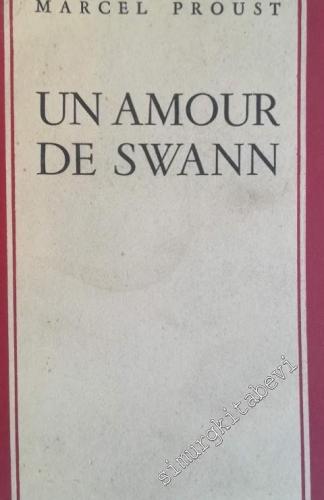 MARCEL PROUST
UN AMOUR
DE SWANN
simurgkitabevi